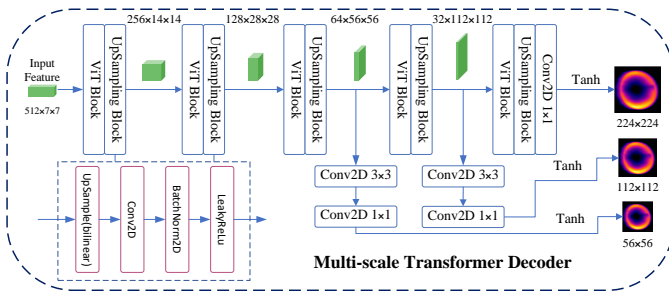 256×14×14
128×28×28
64×56×56
32×112×112
Input
Feature
512×7×7
ViT Block
UpSampling Block
ViT Block
UpSampling Block
ViT Block
UpSampling Block
ViT Block
UpSampling Block
ViT Block
UpSampling Block
Conv2D 1×1
Tanh
224×224
Conv2D 3×3
Conv2D 3×3
Tanh
112×112
Conv2D 1×1
Conv2D 1×1
Tanh
56×56
UpSample(bilinear)
Conv2D
BatchNorm2D
LeakyReLu
Multi-scale Transformer Decoder